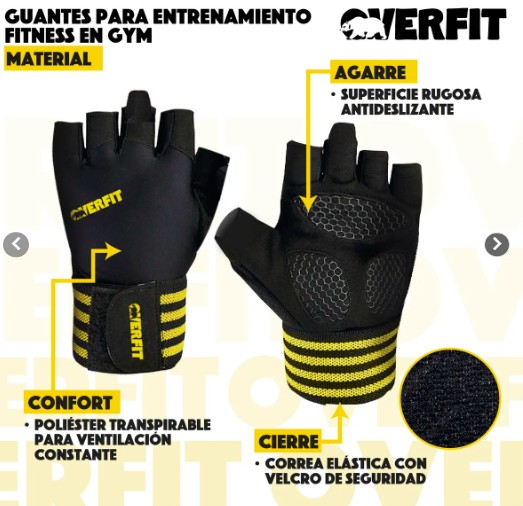 GUANTES PARA ENTRENAMIENTO
FITNESS EN GYM
OVERFIT
MATERIAL
AGARRE
• SUPERFICIE RUGOSA
ANTIDESLIZANTE
OVERFIT
OVERFIT
CONFORT
• POLIÉSTER TRANSPIRABLE
PARA VENTILACIÓN
CONSTANTE
CIERRE
• CORREA ELÁSTICA CON
VELCRO DE SEGURIDAD